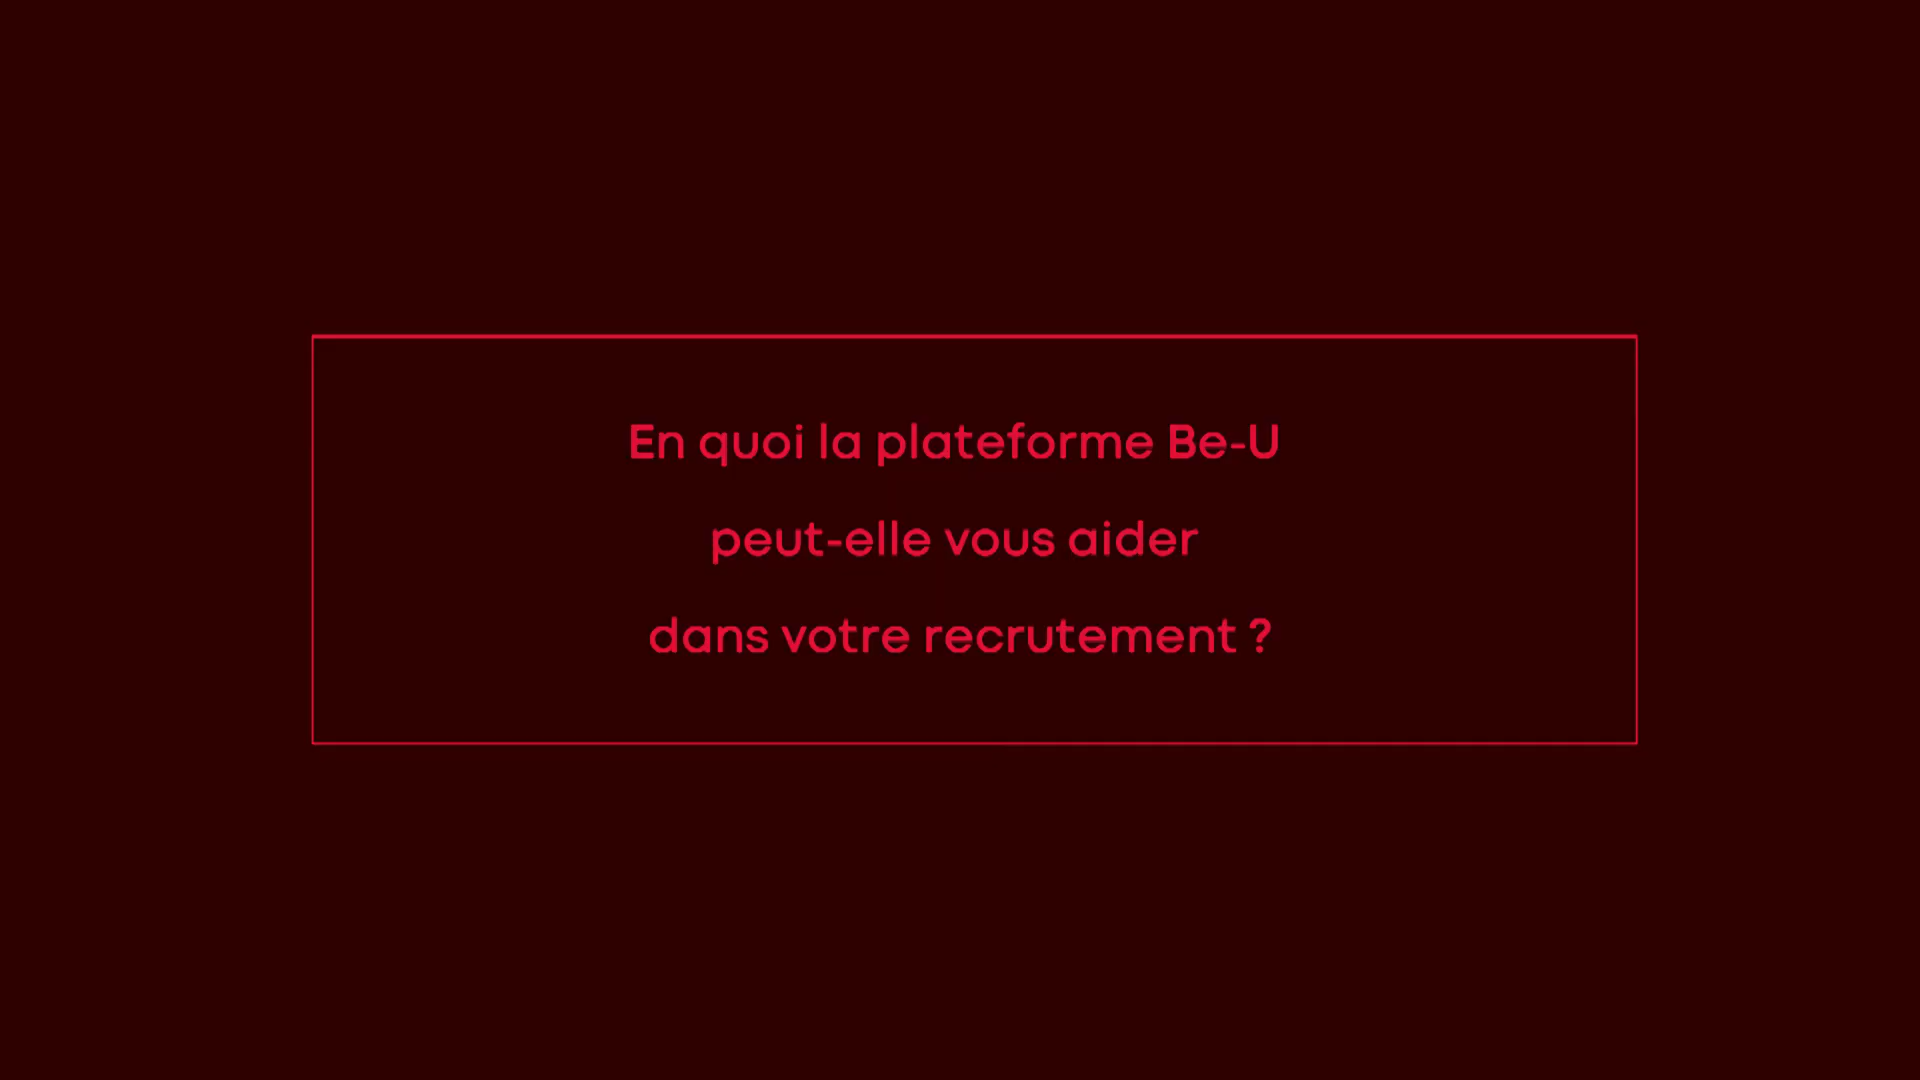 En quoi la plateforme Be-U
peut-elle vous aider
dans votre recrutement ?